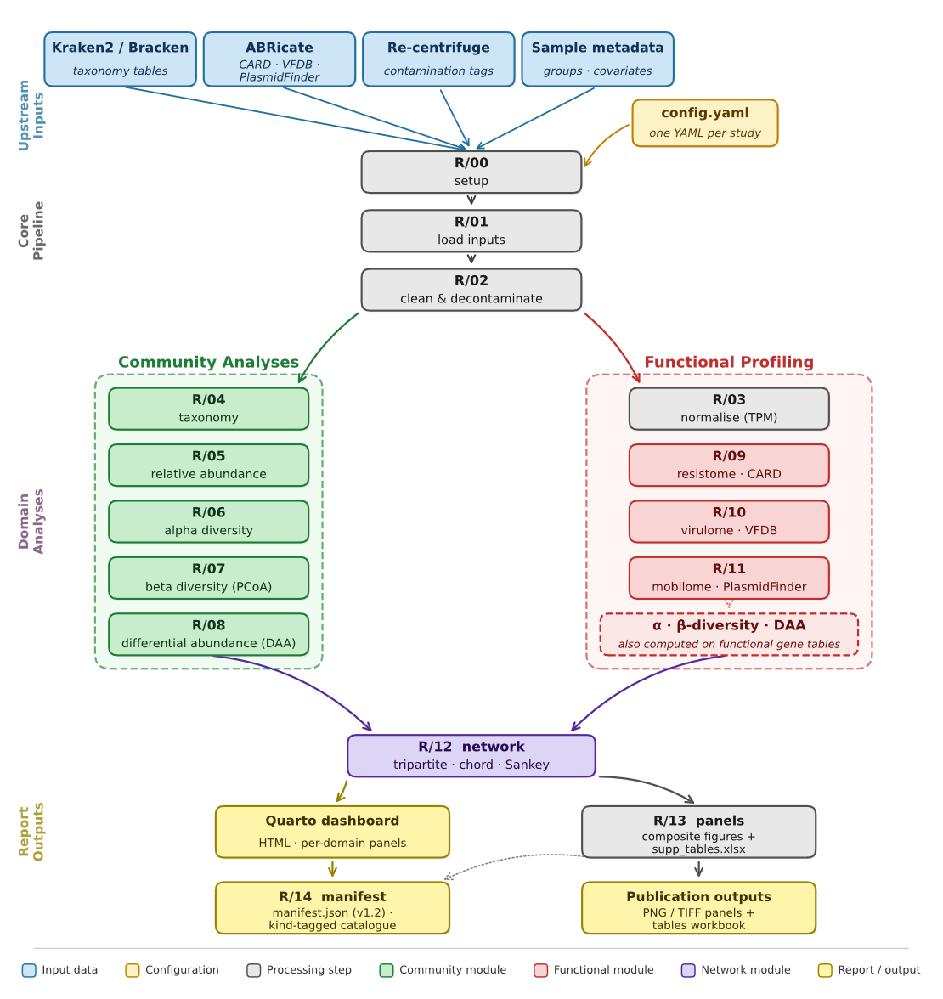 Kraken2 / Bracken
taxonomy tables
ABRicate
CARD · VFDB ·
PlasmidFinder
Re-centrifuge
contamination tags
Sample metadata
groups · covariates
Upstream
Inputs
config.yaml
one YAML per study
R/00
setup
Core
Pipeline
R/01
load inputs
R/02
clean & decontaminate
Community Analyses
R/04
taxonomy
R/05
relative abundance
R/06
alpha diversity
R/07
beta diversity (PCoA)
R/08
differential abundance (DAA)
Domain
Analyses
Functional Profiling
R/03
normalise (TPM)
R/09
resistome · CARD
R/10
virulome · VFDB
R/11
mobilome · PlasmidFinder
α · β-diversity · DAA
also computed on functional gene tables
R/12 network
tripartite · chord · Sankey
Report
Outputs
Quarto dashboard
HTML · per-domain panels
R/13 panels
composite figures +
supp_tables.xlsx
R/14 manifest
manifest.json (v1.2) ·
kind-tagged catalogue
Publication outputs
PNG / TIFF panels +
tables workbook
Input data
Configuration
Processing step
Community module
Functional module
Network module
Report / output